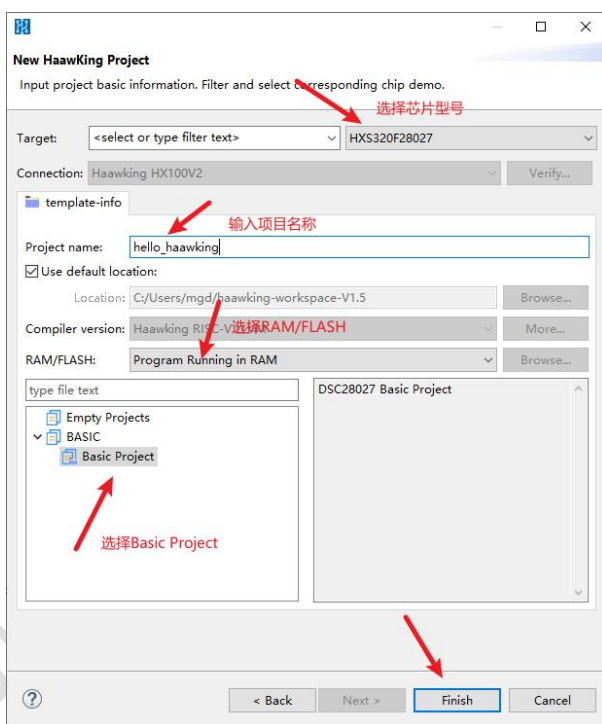 New HaawKing Project
Input project basic information. Filter and select corresponding chip demo.
选择芯片型号
Target: <select or type filter text> HXS320F28027
Connection: Haawking HX100V2 Verify...
template-info
输入项目名称
Project name: hello_haawking
Use default location:
Location: C:/Users/mgd/haawking-workspace-V1.5 Browse...
Compiler version: Haawking RISC-V 选择RAM/FLASH More...
RAM/FLASH: Program Running in RAM Browse...
type file text DSC28027 Basic Project
Empty Projects
BASIC
Basic Project
选择Basic Project
? < Back Next > Finish Cancel